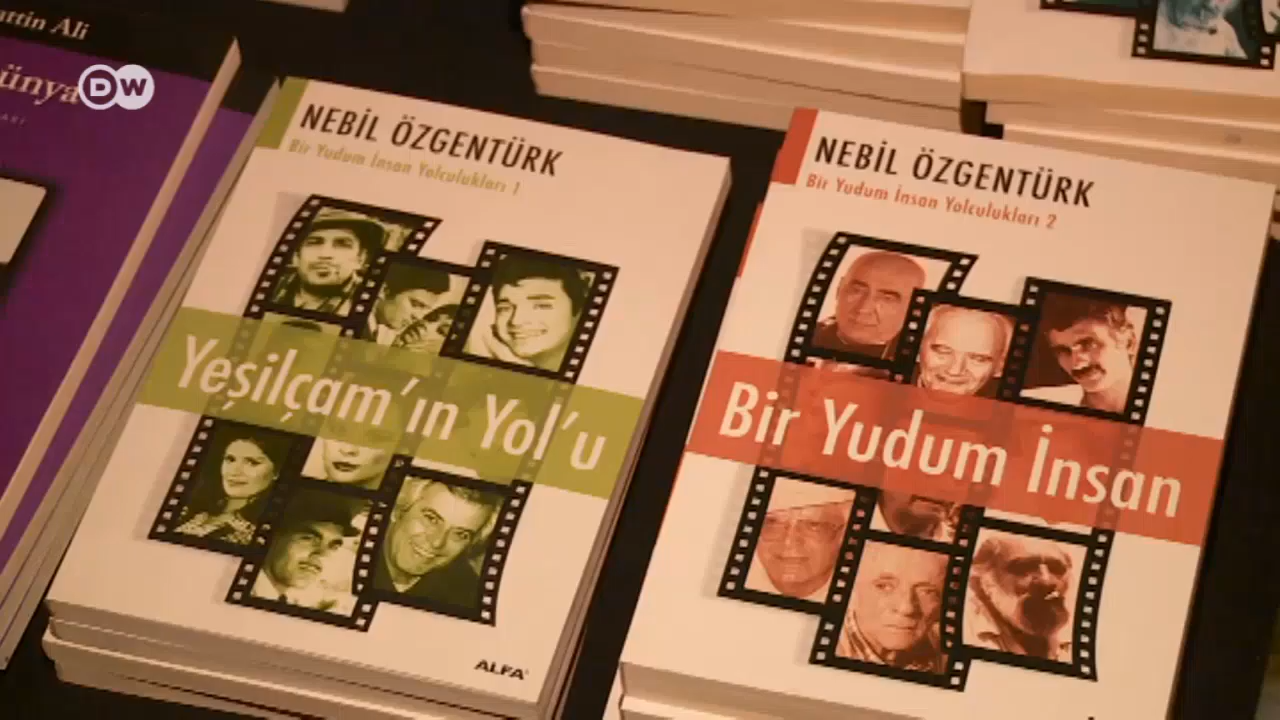 ttin Ali
ünya
DW
NEBİL ÖZGENTÜRK
Bir Yudum İnsan Yolculukları 1
Yeşilçam'ın Yol'u
ALFA
NEBİL ÖZGENTÜRK
Bir Yudum İnsan Yolculukları 2
Bir Yudum İnsan